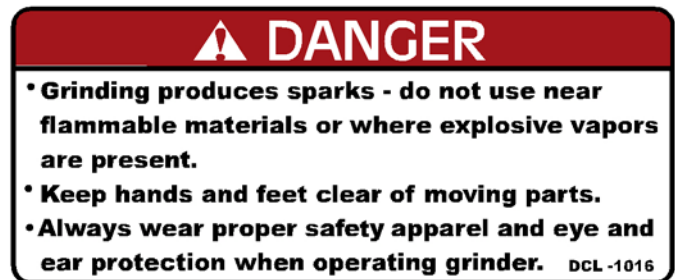 DANGER
• Grinding produces sparks - do not use near
flammable materials or where explosive vapors
are present.
• Keep hands and feet clear of moving parts.
• Always wear proper safety apparel and eye and
ear protection when operating grinder. DCL -1016